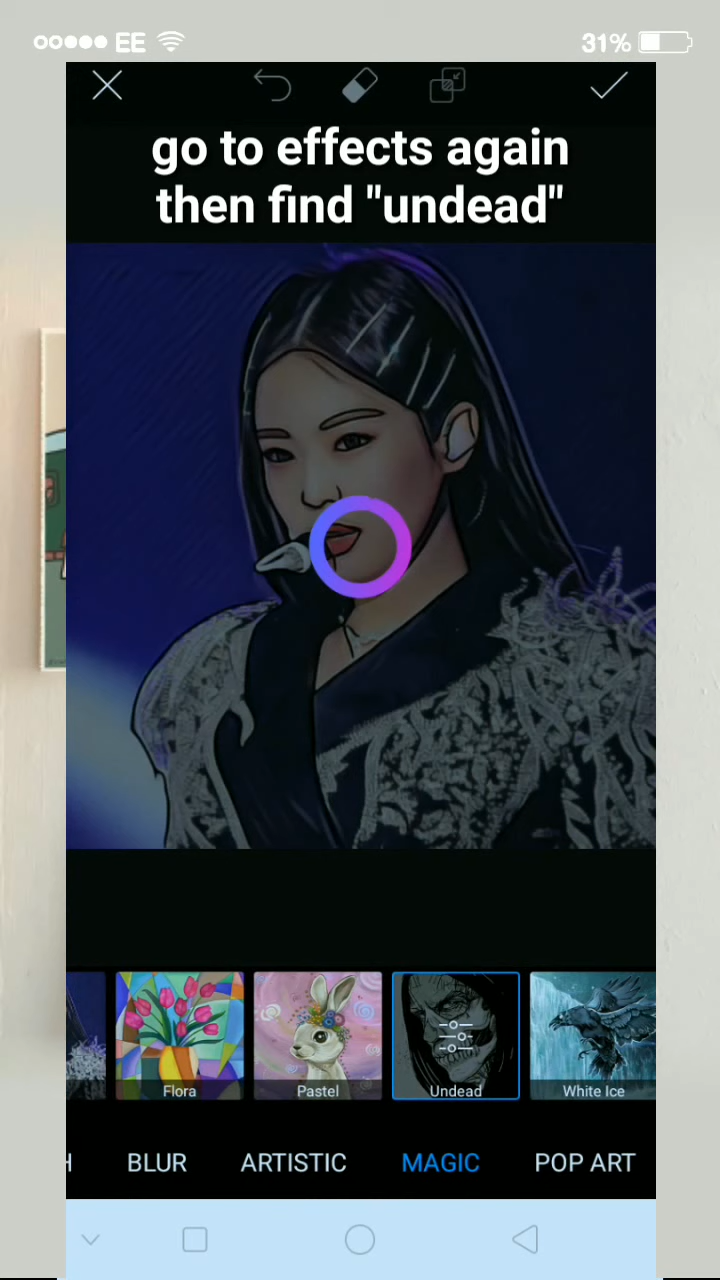 EE
31%
go to effects again
then find "undead"
Flora
Pastel
Undead
White Ice
BLUR
ARTISTIC
MAGIC
POP ART